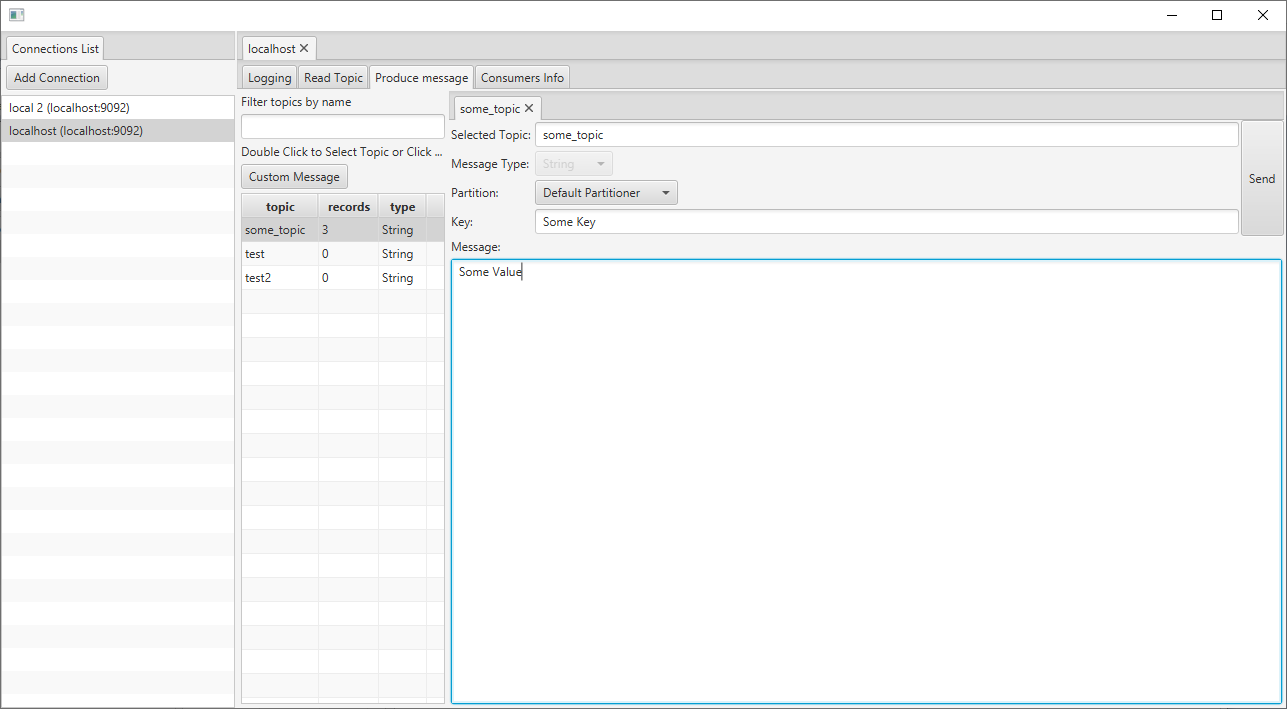 Connections List
Add Connection
local 2 (localhost:9092)
localhost (localhost:9092)
localhost
Logging
Read Topic
Produce message
Consumers Info
Filter topics by name
Double Click to Select Topic or Click ...
Custom Message
topic records type
some_topic 3 String
test 0 String
test2 0 String
some_topic
Selected Topic: some_topic
Message Type: String
Partition: Default Partitioner
Key: Some Key
Send
Message:
Some Value